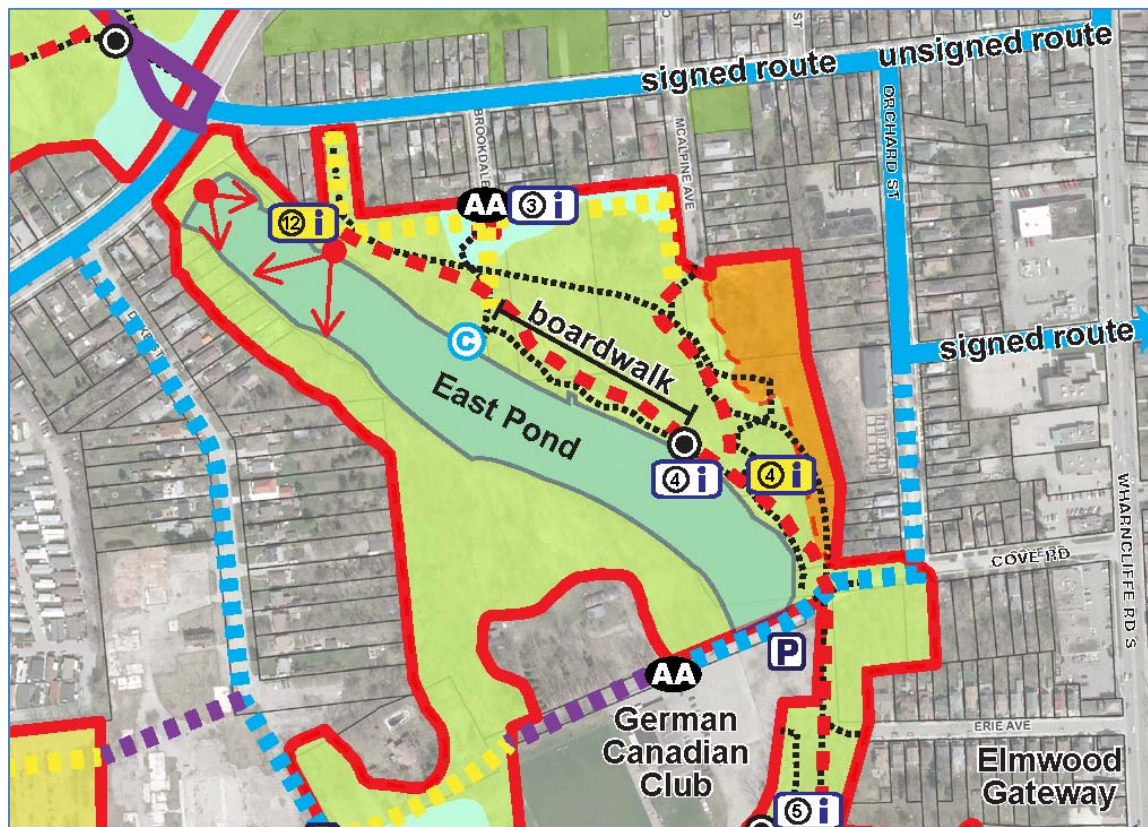 signed route
unsigned route
ORCHARD ST
BROOKDALE
MCALPINE AVE
ST
AA
3 i
12 i
signed route
boardwalk
C
East Pond
4 i
4 i
WHARNCLIFFE RD S
COVE RD
P
AA
German
Canadian
Club
ERIE AVE
Elmwood
Gateway
5 i